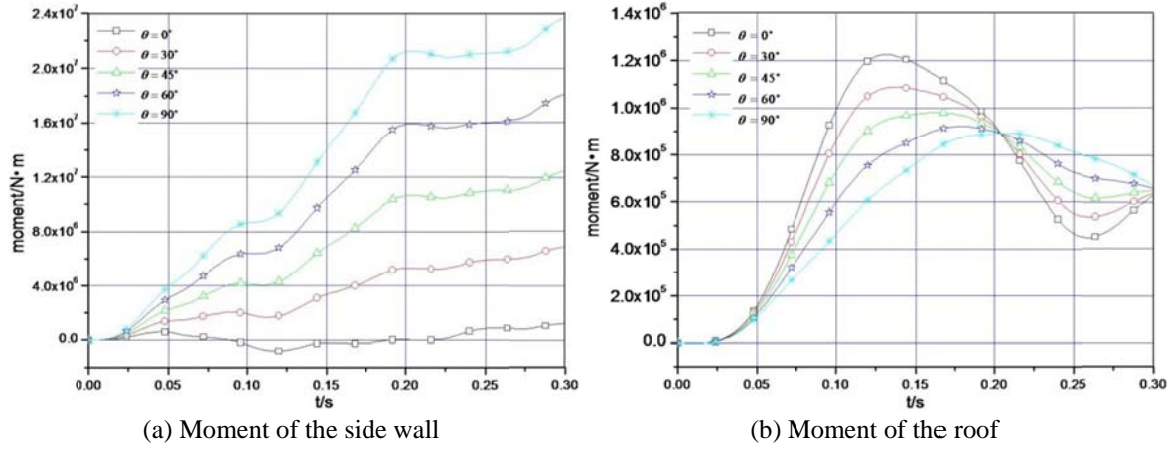 2.4x10⁷
2.0x10⁷
1.6x10⁷
1.2x10⁷
8.0x10⁶
4.0x10⁶
0.0
moment/N•m
θ = 0°
θ = 30°
θ = 45°
θ = 60°
θ = 90°
0.00 0.05 0.10 0.15 0.20 0.25 0.30
t/s
(a) Moment of the side wall
1.4x10⁶
1.2x10⁶
1.0x10⁶
8.0x10⁵
6.0x10⁵
4.0x10⁵
2.0x10⁵
0.0
moment/N•m
θ = 0°
θ = 30°
θ = 45°
θ = 60°
θ = 90°
0.00 0.05 0.10 0.15 0.20 0.25 0.30
t/s
(b) Moment of the roof